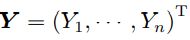 Y = (Y₁, ⋯ , Yₙ)ᵀ